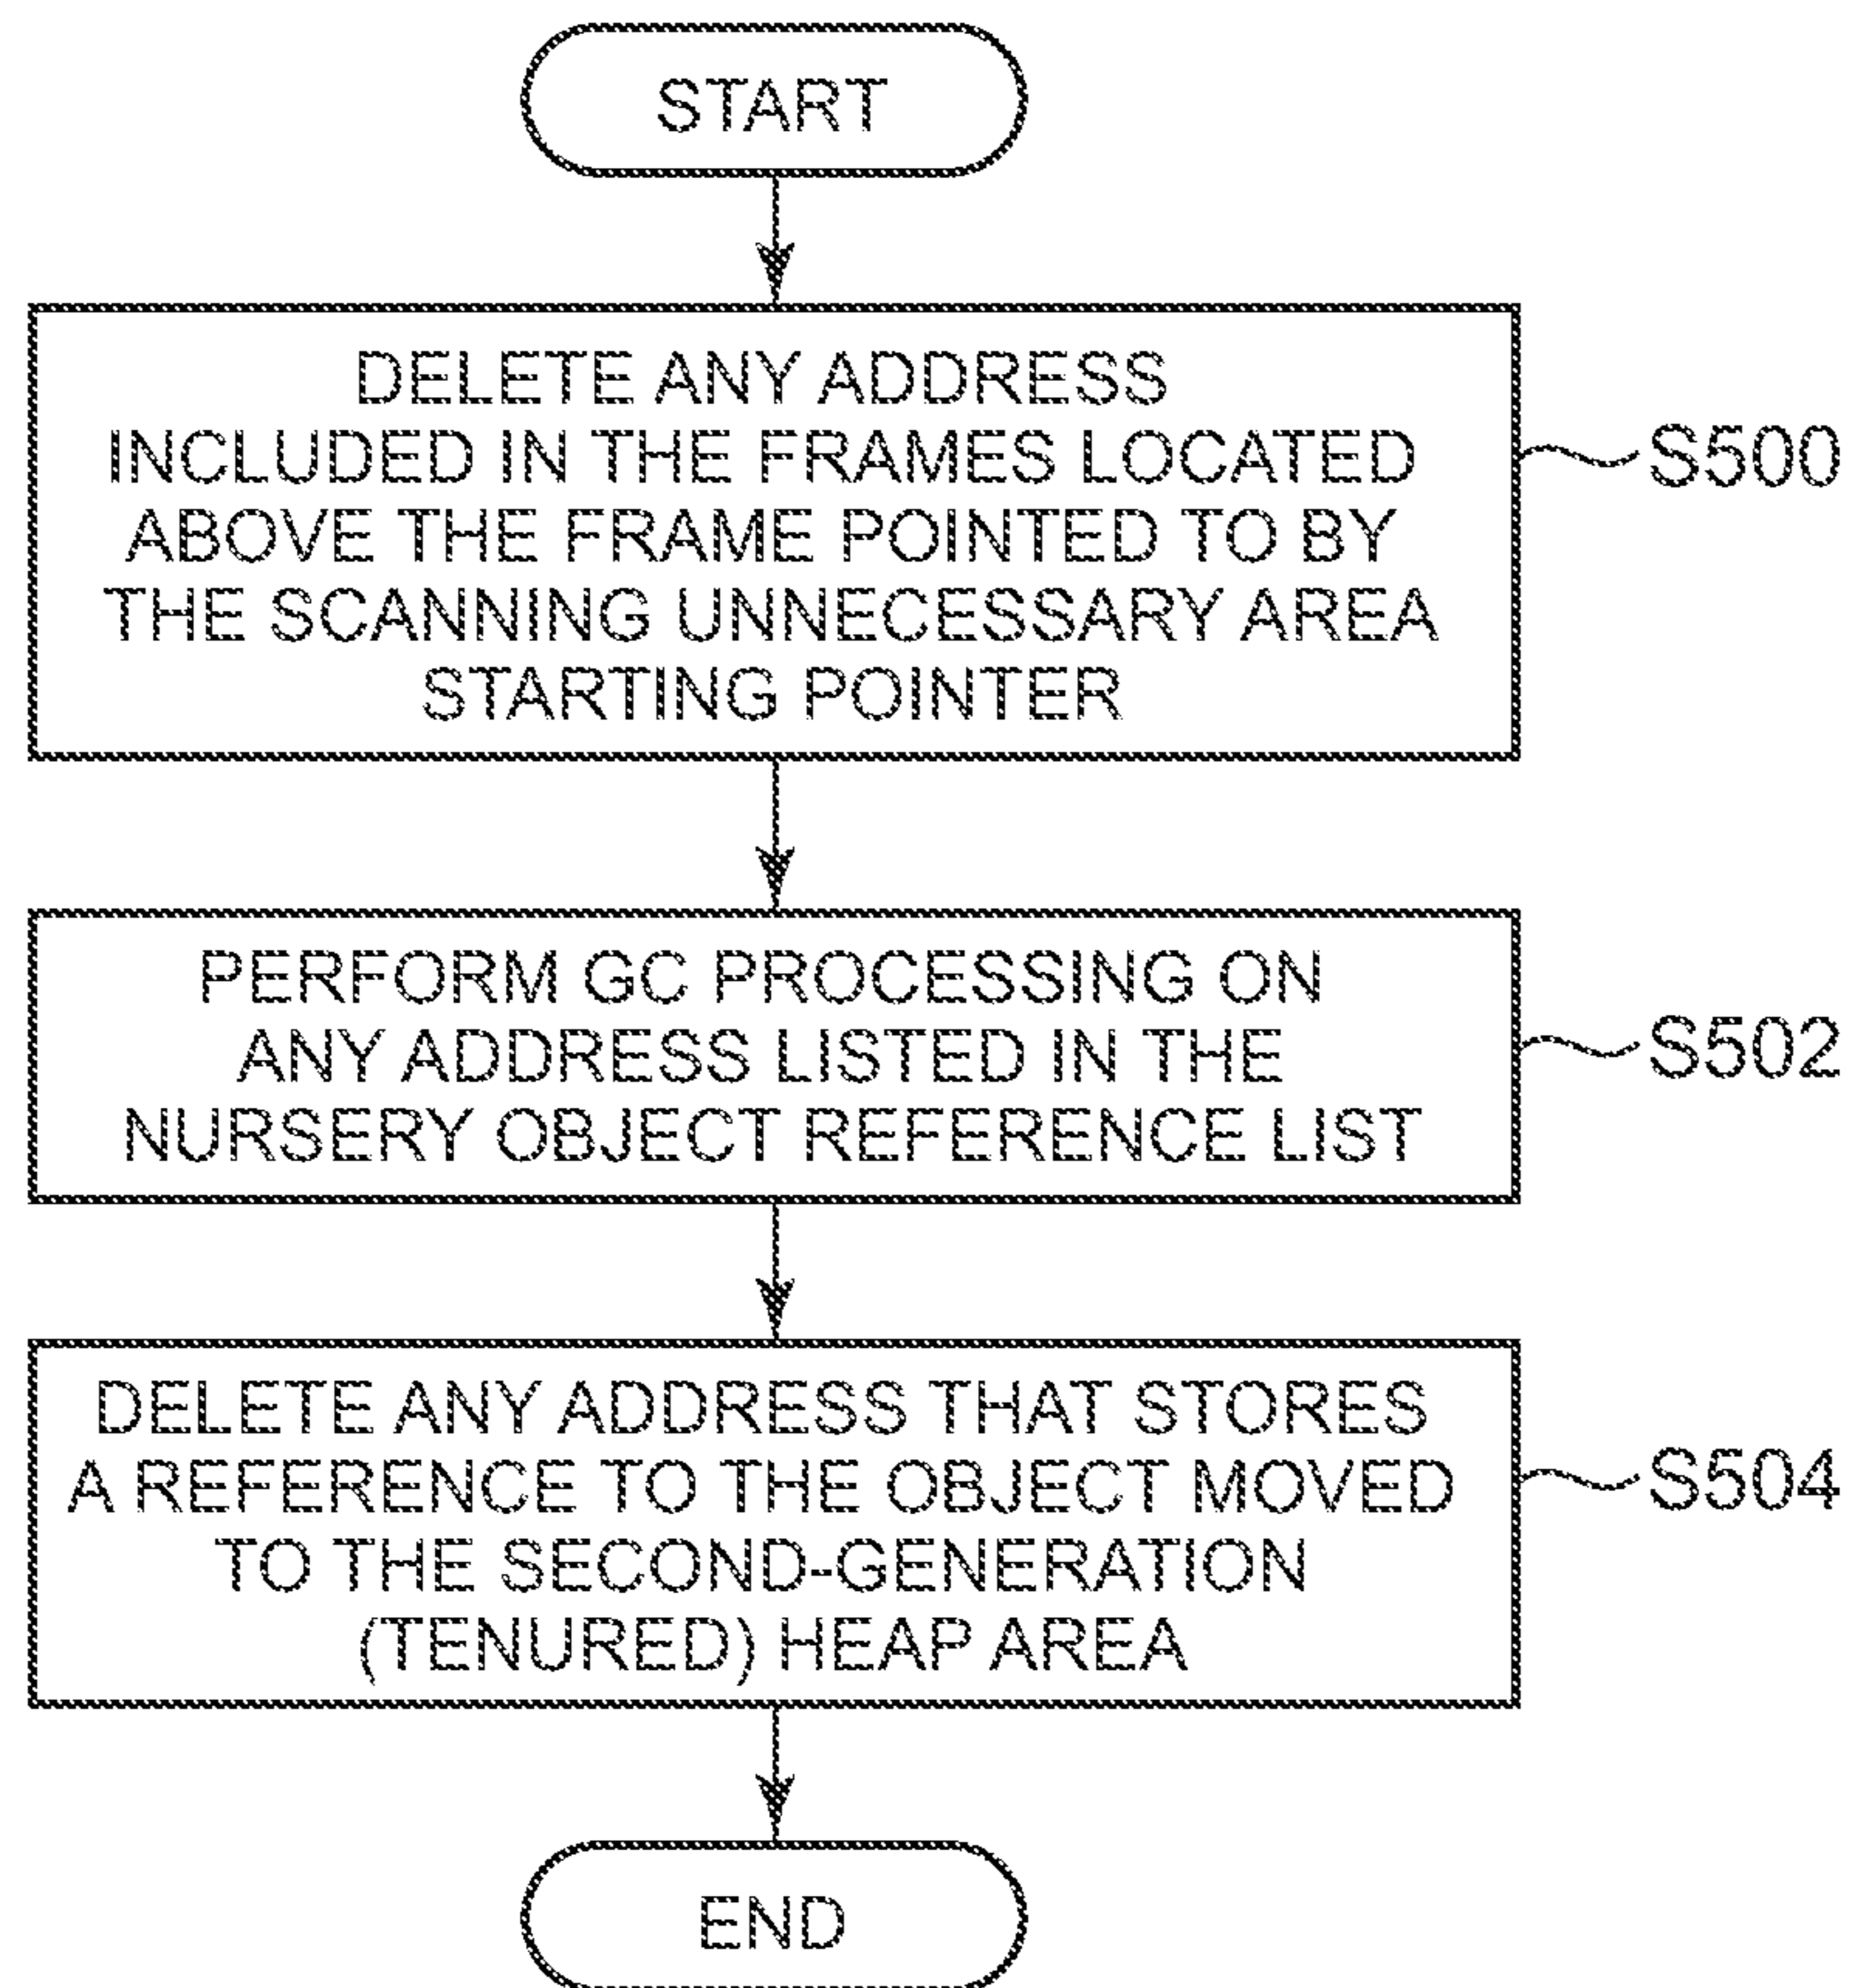 START
DELETE ANY ADDRESS
INCLUDED IN THE FRAMES LOCATED
ABOVE THE FRAME POINTED TO BY
THE SCANNING UNNECESSARY AREA
STARTING POINTER
S500
PERFORM GC PROCESSING ON
ANY ADDRESS LISTED IN THE
NURSERY OBJECT REFERENCE LIST
S502
DELETE ANY ADDRESS THAT STORES
A REFERENCE TO THE OBJECT MOVED
TO THE SECOND-GENERATION
(TENURED) HEAP AREA
S504
END